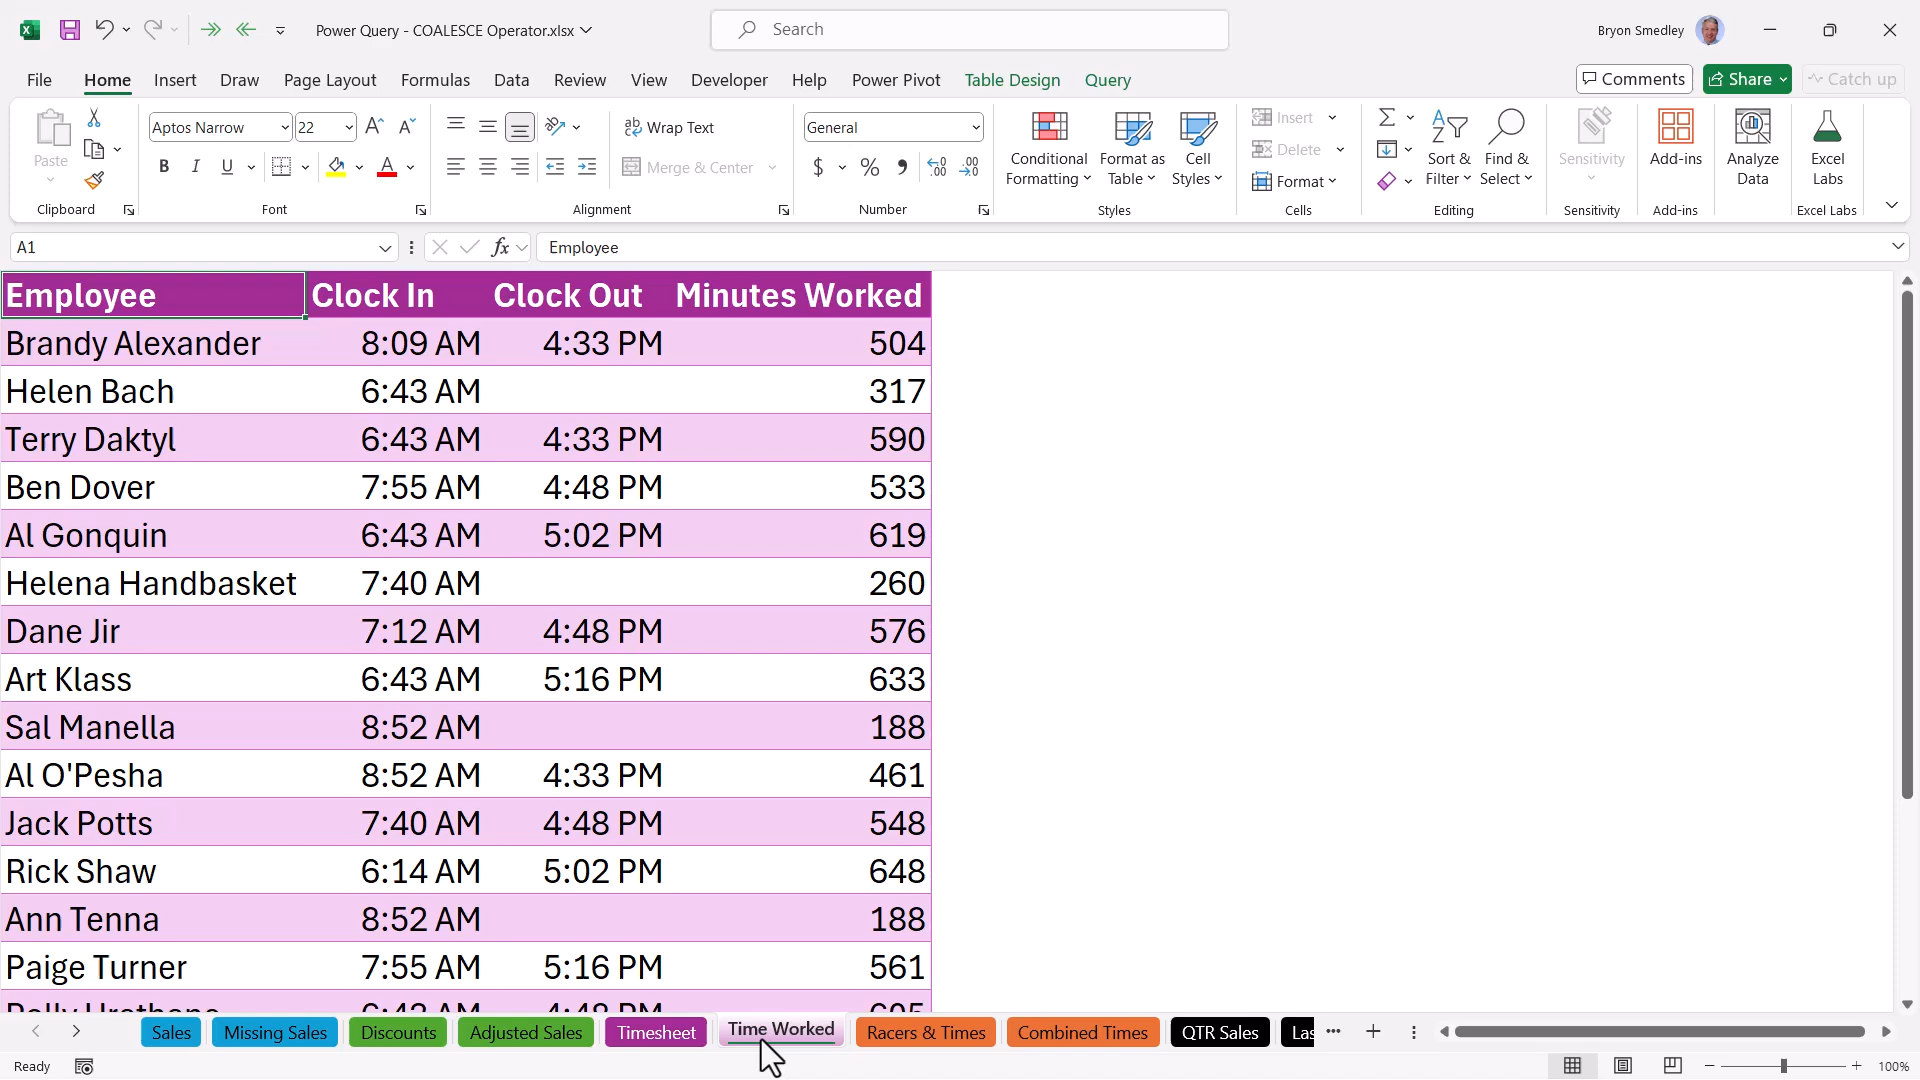 Power Query - COALESCE Operator.xlsx
Search
Bryon Smedley
File Home Insert Draw Page Layout Formulas Data Review View Developer Help Power Pivot Table Design Query
Comments Share Catch up
Paste
Clipboard
Aptos Narrow 22
B I U
Font
Wrap Text
Merge & Center
Alignment
General
$ %
Number
Conditional Formatting
Format as Table
Cell Styles
Styles
Insert
Delete
Format
Cells
Sort & Filter
Find & Select
Editing
Sensitivity
Sensitivity
Add-ins
Add-ins
Analyze Data
Excel Labs
Excel Labs
A1 fx Employee
Employee Clock In Clock Out Minutes Worked
Brandy Alexander 8:09 AM 4:33 PM 504
Helen Bach 6:43 AM 317
Terry Daktyl 6:43 AM 4:33 PM 590
Ben Dover 7:55 AM 4:48 PM 533
Al Gonquin 6:43 AM 5:02 PM 619
Helena Handbasket 7:40 AM 260
Dane Jir 7:12 AM 4:48 PM 576
Art Klass 6:43 AM 5:16 PM 633
Sal Manella 8:52 AM 188
Al O'Pesha 8:52 AM 4:33 PM 461
Jack Potts 7:40 AM 4:48 PM 548
Rick Shaw 6:14 AM 5:02 PM 648
Ann Tenna 8:52 AM 188
Paige Turner 7:55 AM 5:16 PM 561
Sales Missing Sales Discounts Adjusted Sales Timesheet Time Worked Racers & Times Combined Times QTR Sales Las
Ready 100%